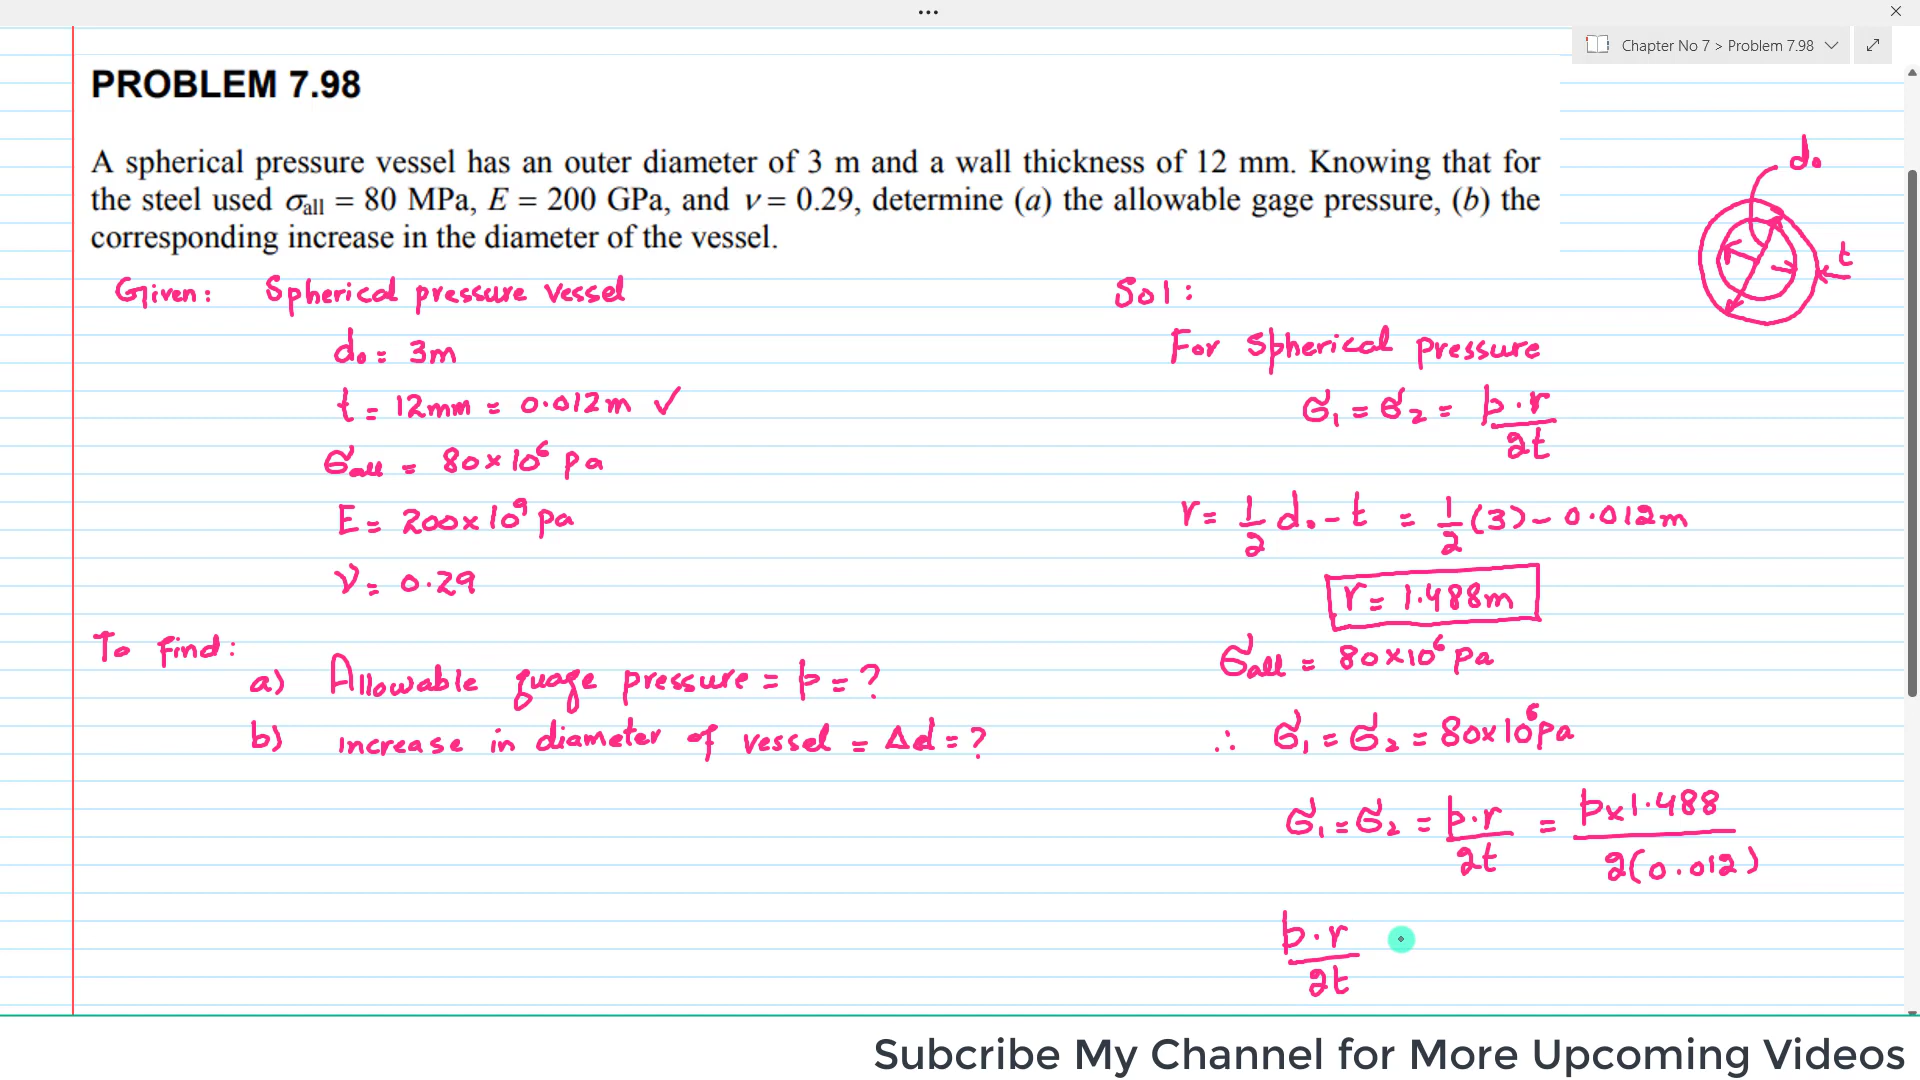 ...
Chapter No 7 > Problem 7.98
PROBLEM 7.98
A spherical pressure vessel has an outer diameter of 3 m and a wall thickness of 12 mm. Knowing that for
the steel used σall = 80 MPa, E = 200 GPa, and ν = 0.29, determine (a) the allowable gage pressure, (b) the
corresponding increase in the diameter of the vessel.
d₀
t
Given: Spherical pressure vessel
d₀ = 3m
t = 12mm = 0.012m ✓
σall = 80×10⁶ pa
E = 200×10⁹ pa
ν = 0.29
To Find:
a) Allowable guage pressure = p = ?
b) increase in diameter of vessel = Δd = ?
Sol:
For Spherical pressure
σ₁ = σ₂ = p.r/2t
r = 1/2 d₀ - t = 1/2 (3) - 0.012m
r = 1.488m
σall = 80×10⁶ pa
∴ σ₁ = σ₂ = 80×10⁶ pa
σ₁ = σ₂ = p.r/2t = p×1.488/2(0.012)
p.r/2t
Subcribe My Channel for More Upcoming Videos